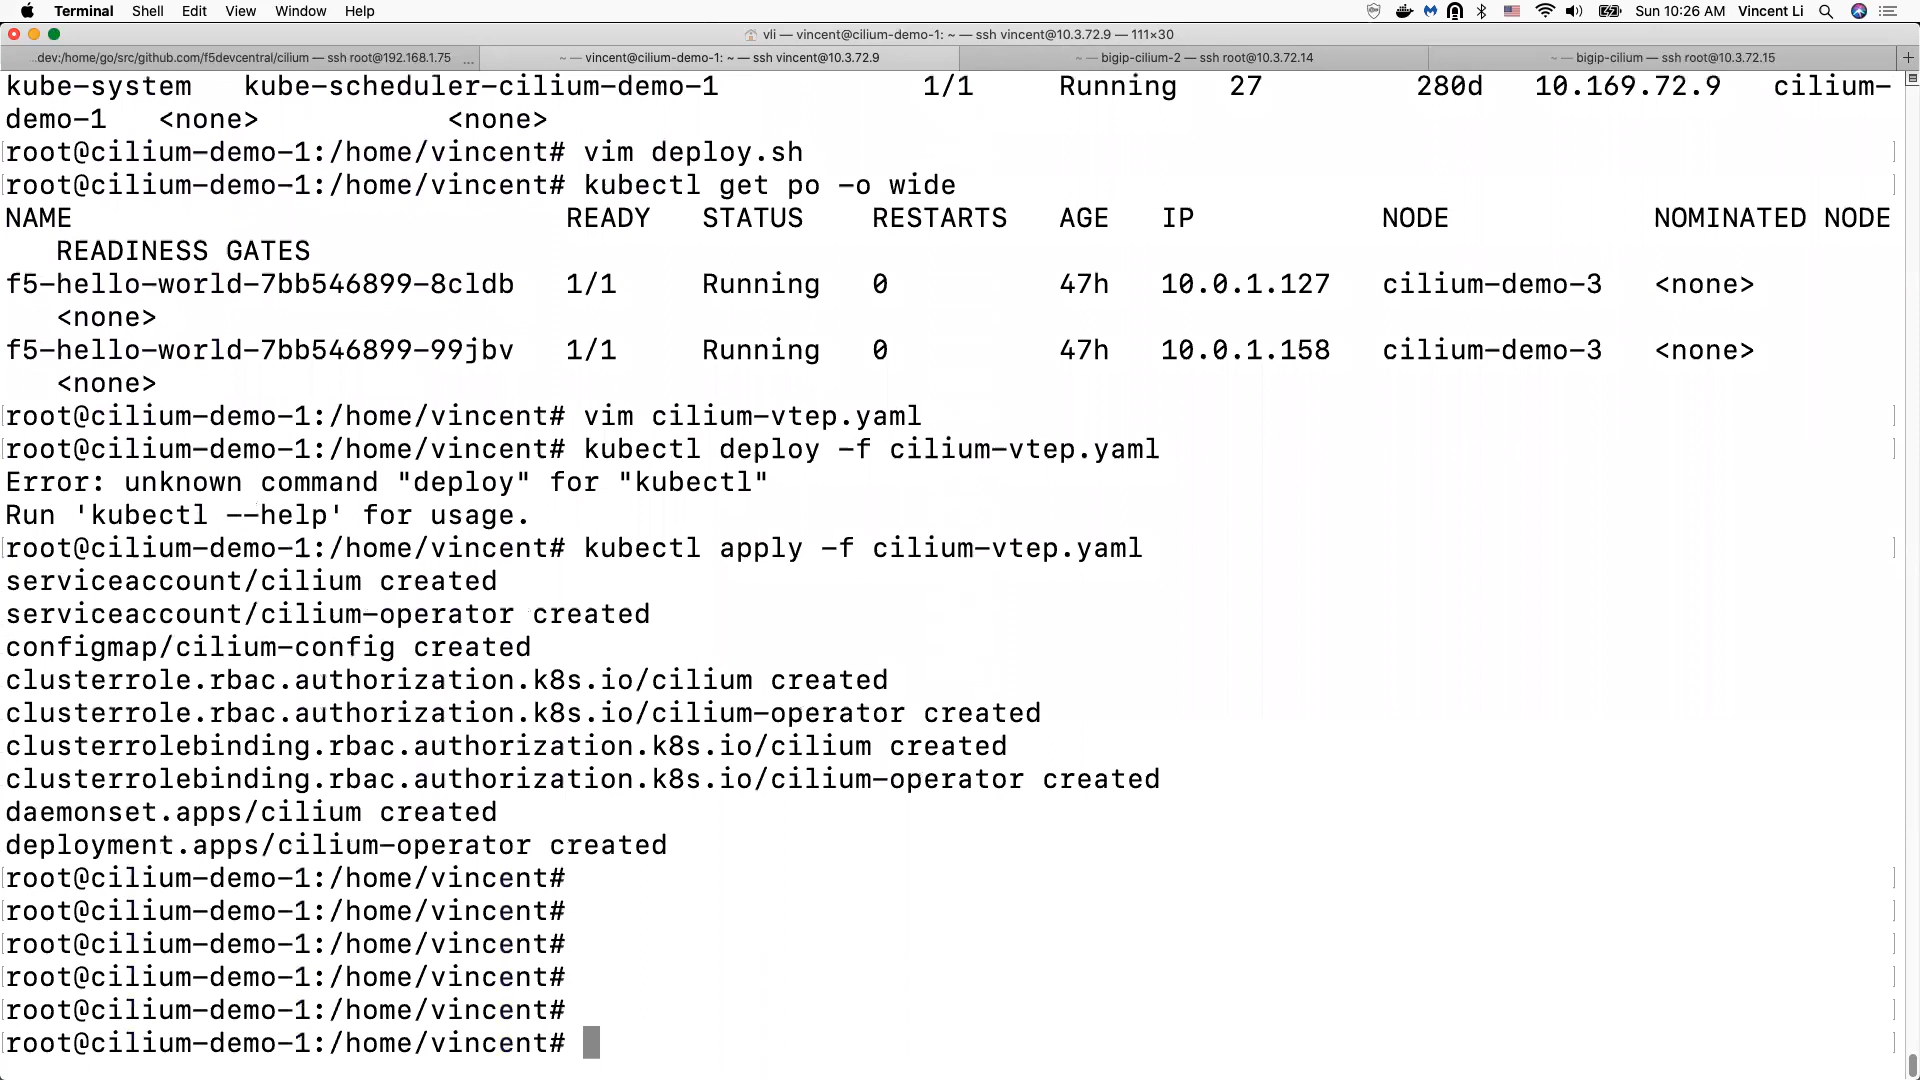 Terminal Shell Edit View Window Help Sun 10:26 AM Vincent Li
vli — vincent@cilium-demo-1: ~ — ssh vincent@10.3.72.9 — 111×30
...dev:/home/go/src/github.com/f5devcentral/cilium — ssh root@192.168.1.75 ... ~ — vincent@cilium-demo-1: ~ — ssh vincent@10.3.72.9 ~ — bigip-cilium-2 — ssh root@10.3.72.14 ~ — bigip-cilium — ssh root@10.3.72.15 +
kube-system kube-scheduler-cilium-demo-1 1/1 Running 27 280d 10.169.72.9 cilium-
demo-1 <none> <none>
[root@cilium-demo-1:/home/vincent# vim deploy.sh ]
[root@cilium-demo-1:/home/vincent# kubectl get po -o wide ]
NAME READY STATUS RESTARTS AGE IP NODE NOMINATED NODE
READINESS GATES
f5-hello-world-7bb546899-8cldb 1/1 Running 0 47h 10.0.1.127 cilium-demo-3 <none>
<none>
f5-hello-world-7bb546899-99jbv 1/1 Running 0 47h 10.0.1.158 cilium-demo-3 <none>
<none>
[root@cilium-demo-1:/home/vincent# vim cilium-vtep.yaml ]
[root@cilium-demo-1:/home/vincent# kubectl deploy -f cilium-vtep.yaml ]
Error: unknown command "deploy" for "kubectl"
Run 'kubectl --help' for usage.
[root@cilium-demo-1:/home/vincent# kubectl apply -f cilium-vtep.yaml ]
serviceaccount/cilium created
serviceaccount/cilium-operator created
configmap/cilium-config created
clusterrole.rbac.authorization.k8s.io/cilium created
clusterrole.rbac.authorization.k8s.io/cilium-operator created
clusterrolebinding.rbac.authorization.k8s.io/cilium created
clusterrolebinding.rbac.authorization.k8s.io/cilium-operator created
daemonset.apps/cilium created
deployment.apps/cilium-operator created
[root@cilium-demo-1:/home/vincent# ]
[root@cilium-demo-1:/home/vincent# ]
[root@cilium-demo-1:/home/vincent# ]
[root@cilium-demo-1:/home/vincent# ]
[root@cilium-demo-1:/home/vincent# ]
[root@cilium-demo-1:/home/vincent# ]